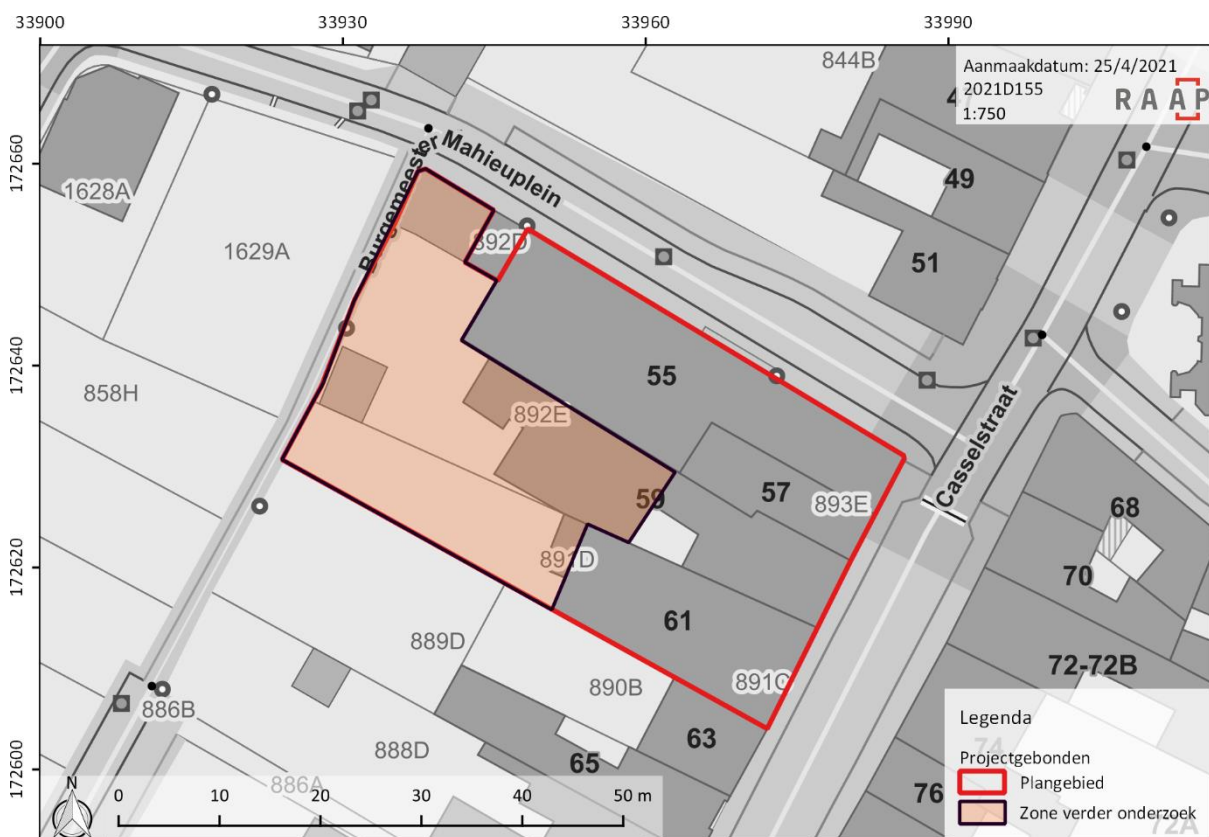 33900
33930
33960
33990
172660
172640
172620
172600
Aanmaakdatum: 25/4/2021
2021D155
1:750
RAAP
844B
47
49
51
1628A
1629A
858H
Burgemeester Mahieuplein
892D
55
892E
59
57
893E
Casselstraat
68
70
72-72B
74
76
72A
891D
61
891C
889D
890B
63
65
888D
886B
886A
N
0 10 20 30 40 50 m
Legenda
Projectgebonden
Plangebied
Zone verder onderzoek